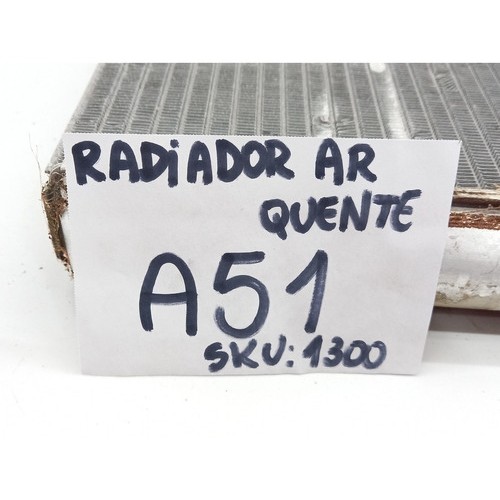 RADiADOR AR
QUENTE
A51
SKU: 1300